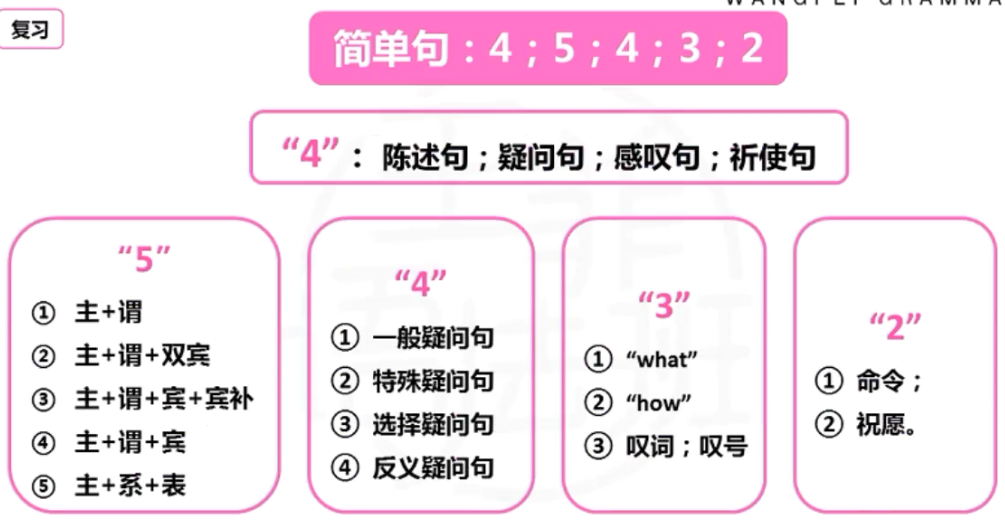 复习
简单句：4；5；4；3；2
“4”：陈述句；疑问句；感叹句；祈使句
“5”
① 主+谓
② 主+谓+双宾
③ 主+谓+宾+宾补
④ 主+谓+宾
⑤ 主+系+表
“4”
① 一般疑问句
② 特殊疑问句
③ 选择疑问句
④ 反义疑问句
“3”
① “what”
② “how”
③ 叹词；叹号
“2”
① 命令；
② 祝愿。